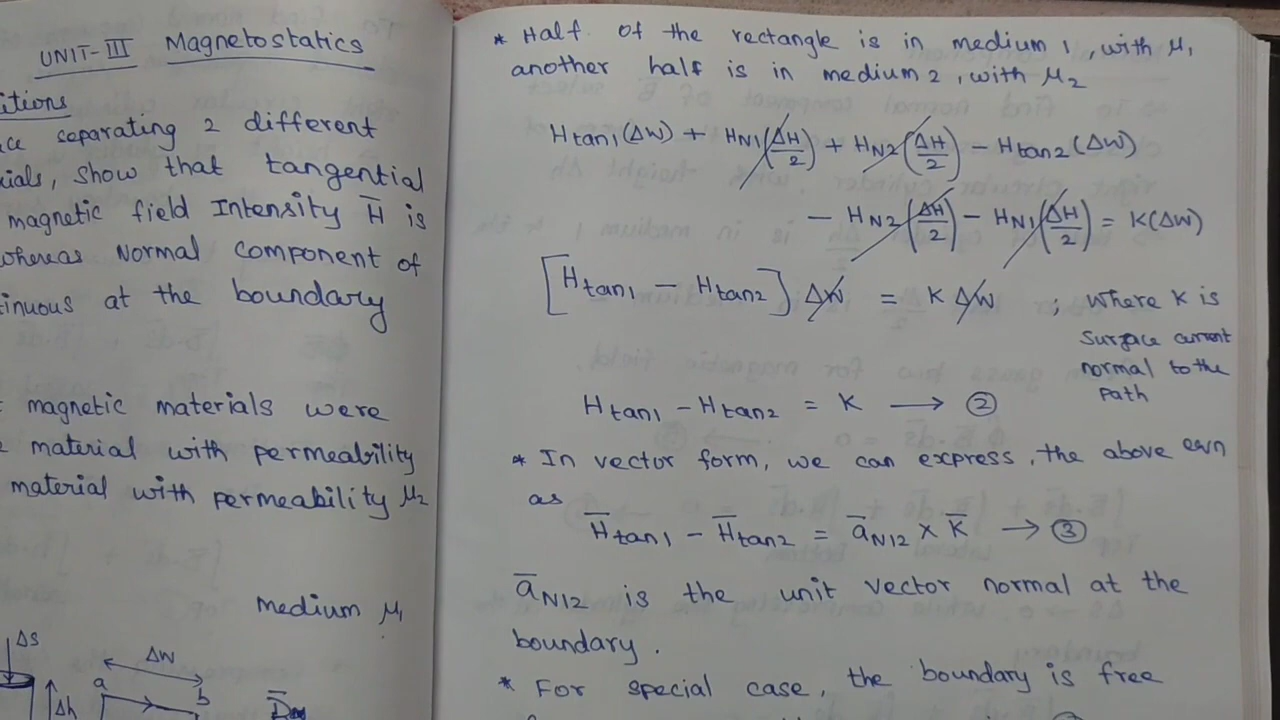 UNIT-III Magnetostatics
itions
ce separating 2 different
ials, show that tangential
magnetic field Intensity H̅ is
whereas Normal component of
tinuous at the boundary
magnetic materials were
material with permeability
material with permeability μ2
medium μ1
ΔS
ΔW
a
b
Δh
D̅
* Half of the rectangle is in medium 1, with μ1
another half is in medium 2, with μ2
Htan1(ΔW) + HN1(ΔH/2) + HN2(ΔH/2) - Htan2(ΔW)
- HN2(ΔH/2) - HN1(ΔH/2) = K(ΔW)
[Htan1 - Htan2] ΔW = K ΔW ; where K is
Surface current
normal to the
path
Htan1 - Htan2 = K → ②
* In vector form, we can express, the above eqn
as
H̅tan1 - H̅tan2 = a̅N12 × K̅ → ③
a̅N12 is the unit vector normal at the
boundary.
* For special case, the boundary is free